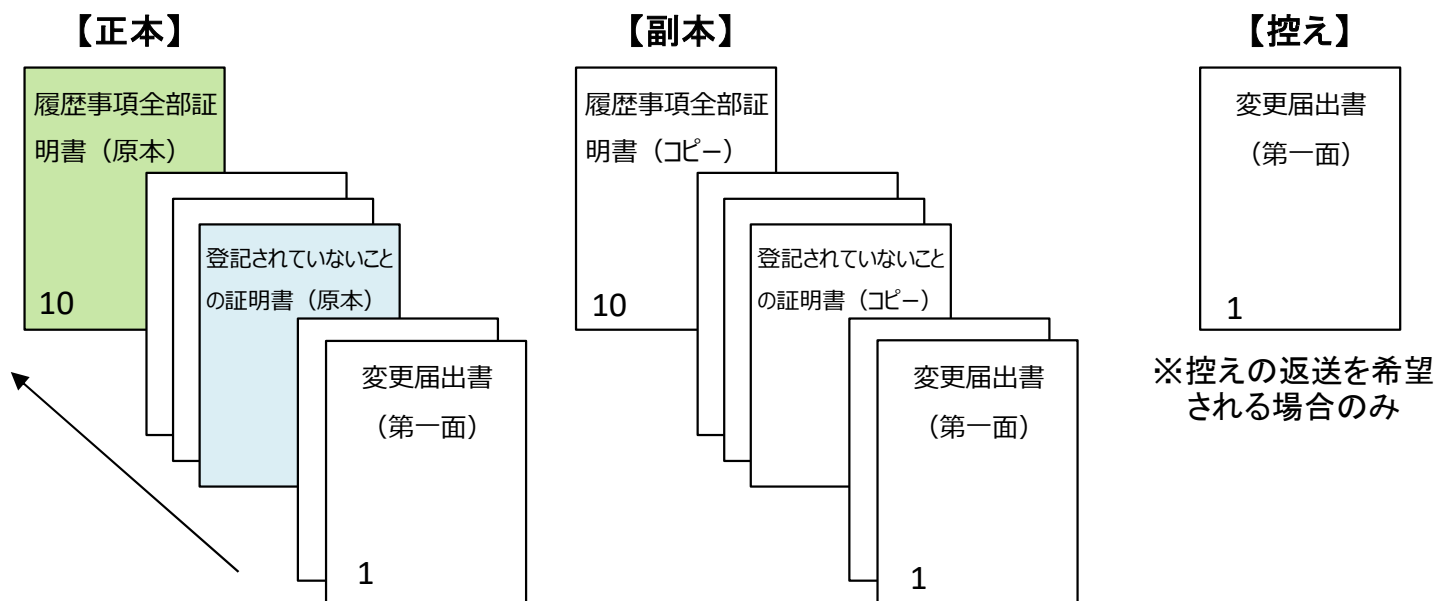 【正本】
履歴事項全部証
明書（原本）
10
登記されていないこと
の証明書（原本）
変更届出書
（第一面）
1
【副本】
履歴事項全部証
明書（コピー）
10
登記されていないこと
の証明書（コピー）
変更届出書
（第一面）
1
【控え】
変更届出書
（第一面）
1
※控えの返送を希望
される場合のみ